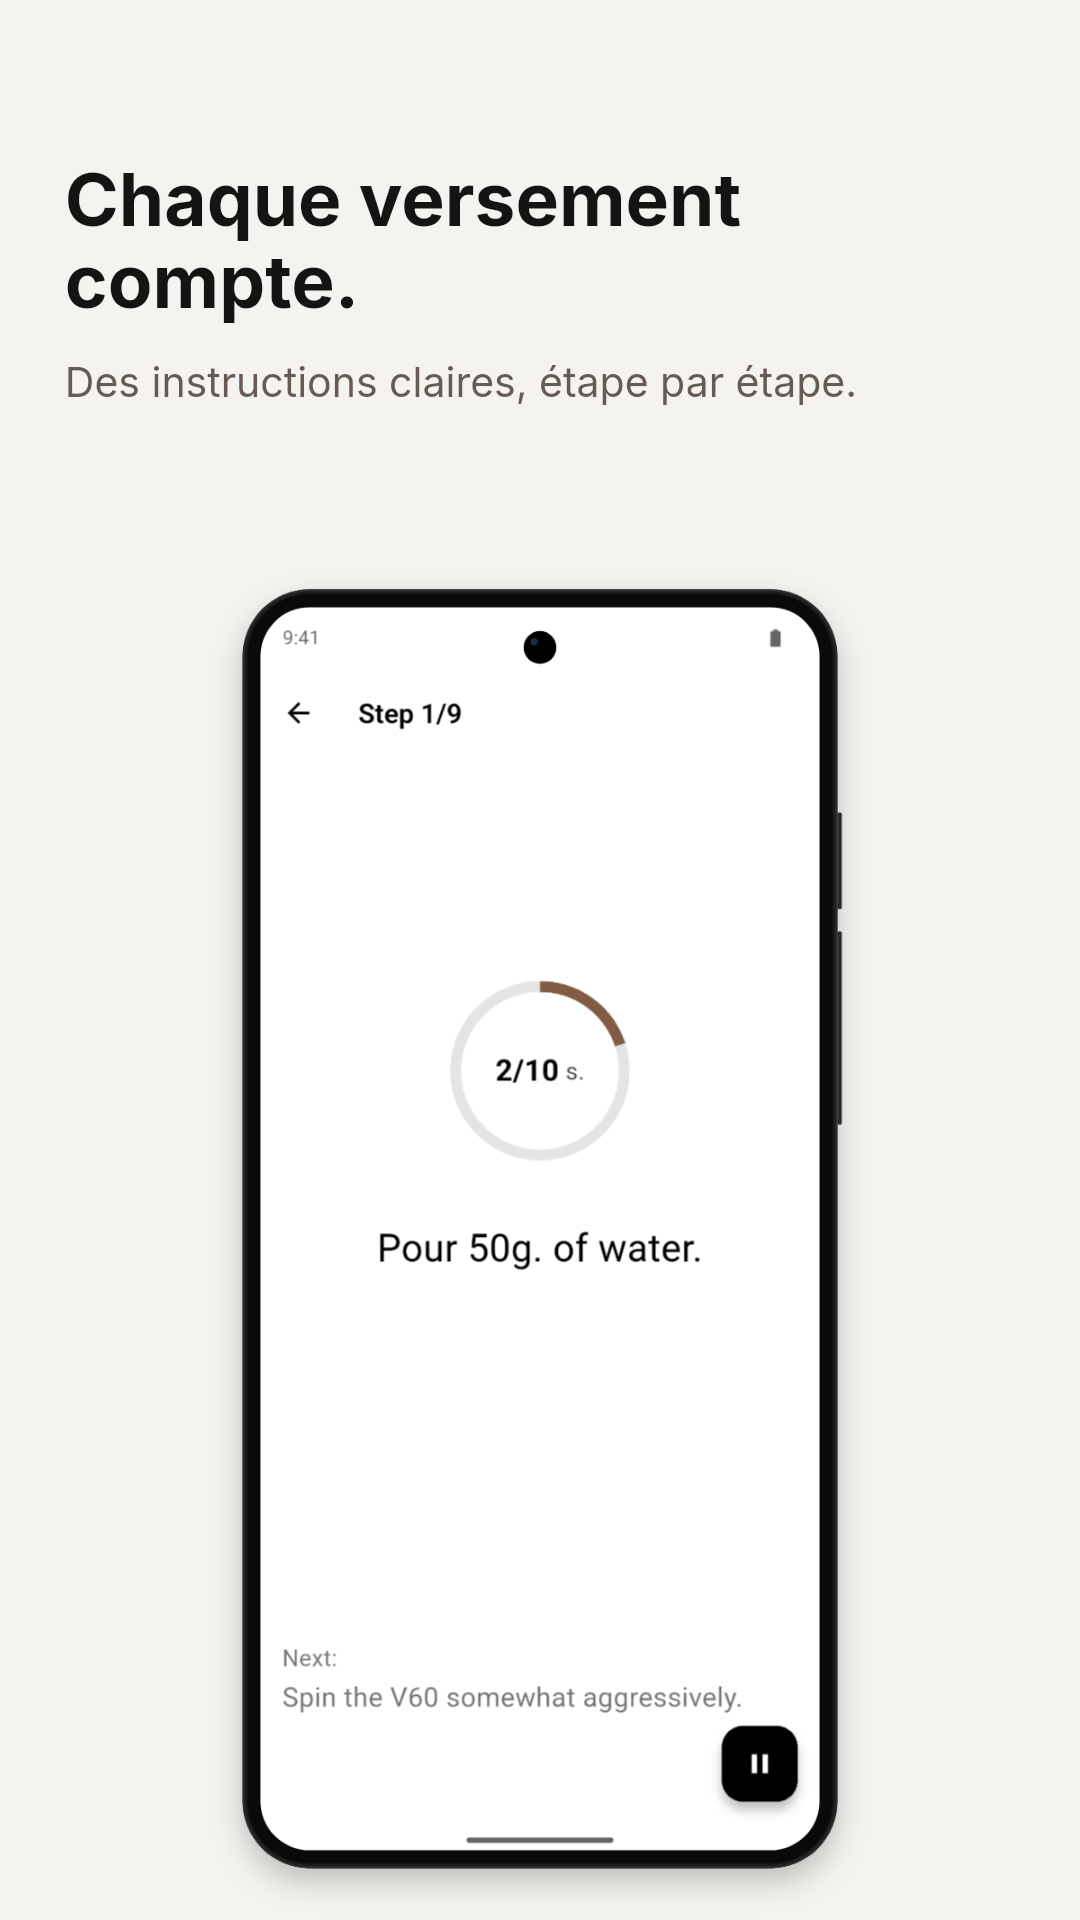 Chaque versement
compte.
Des instructions claires, étape par étape.
9:41
Step 1/9
2/10 s.
Pour 50g. of water.
Next:
Spin the V60 somewhat aggressively.